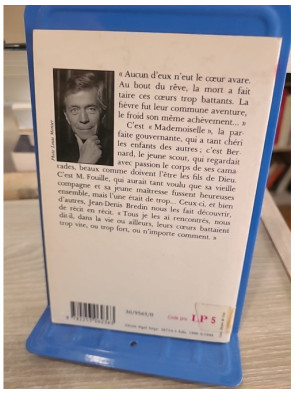 « Aucun d'eux n'eut le cœur avare.
Au bout du rêve, la mort a fait
taire ces cœurs trop battants. La
fièvre fut leur commune aventure,
le froid son même achèvement... »
C'est « Mademoiselle », la par-
faite gouvernante, qui a tant chéri
les enfants des autres ; c'est Ber-
nard, le jeune scout, qui regardait
avec passion le corps de ses cama
rades, beaux comme doivent l'être les fils de Dieu.
C'est M. Fouille, qui aurait tant voulu que sa vieille
compagne et sa jeune maîtresse fussent heureuses
ensemble, mais l'une était de trop... Ceux-ci, et bien
d'autres, Jean-Denis Bredin nous les fait découvrir,
de récit en récit. « Tous je les ai rencontrés, nous
dit-il, dans la vie ou ailleurs, leurs cœurs battaient
trop vite, ou trop fort, ou n'importe comment. »
Photo Louis Monier
Code prix LP 5